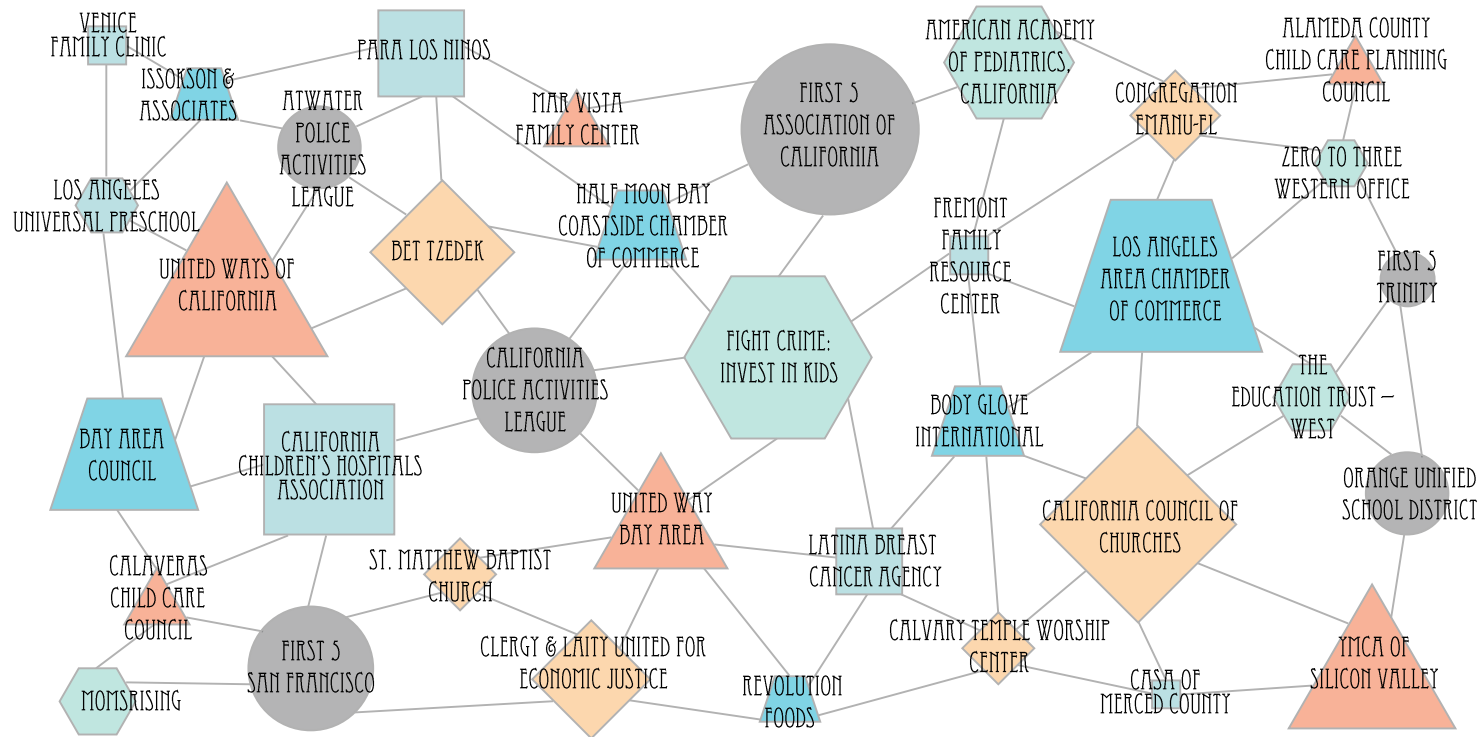 VENICE
FAMILY CLINIC
ISSOKSON &
ASSOCIATES
PARA LOS NINOS
ATWATER
POLICE
ACTIVITIES
LEAGUE
MAR VISTA
FAMILY CENTER
FIRST 5
ASSOCIATION OF
CALIFORNIA
AMERICAN ACADEMY
OF PEDIATRICS,
CALIFORNIA
CONGREGATION
EMANU-EL
ALAMEDA COUNTY
CHILD CARE PLANNING
COUNCIL
ZERO TO THREE
WESTERN OFFICE
LOS ANGELES
UNIVERSAL PRESCHOOL
UNITED WAYS OF
CALIFORNIA
BET TZEDEK
HALF MOON BAY
COASTSIDE CHAMBER
OF COMMERCE
FREMONT
FAMILY
RESOURCE
CENTER
LOS ANGELES
AREA CHAMBER
OF COMMERCE
FIRST 5
TRINITY
CALIFORNIA
POLICE ACTIVITIES
LEAGUE
FIGHT CRIME:
INVEST IN KIDS
THE
EDUCATION TRUST –
WEST
BODY GLOVE
INTERNATIONAL
BAY AREA
COUNCIL
CALIFORNIA
CHILDREN'S HOSPITALS
ASSOCIATION
UNITED WAY
BAY AREA
ORANGE UNIFIED
SCHOOL DISTRICT
CALIFORNIA COUNCIL OF
CHURCHES
LATINA BREAST
CANCER AGENCY
ST. MATTHEW BAPTIST
CHURCH
CALAVERAS
CHILD CARE
COUNCIL
FIRST 5
SAN FRANCISCO
CLERGY & LAITY UNITED FOR
ECONOMIC JUSTICE
CALVARY TEMPLE WORSHIP
CENTER
YMCA OF
SILICON VALLEY
MOMSRISING
REVOLUTION
FOODS
CASA OF
MERCED COUNTY